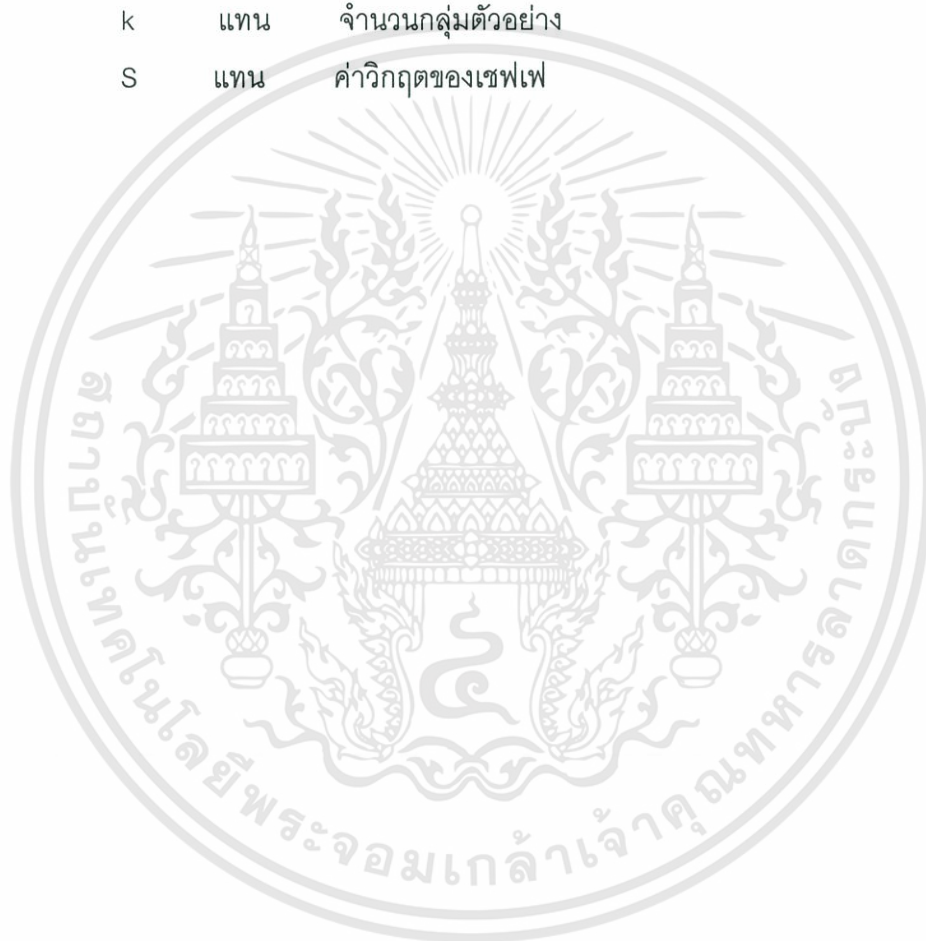 k แทน จำนวนกลุ่มตัวอย่าง
S แทน ค่าวิกฤตของเชฟเฟ
๔
สถาบันเทคโนโลยีพระจอมเกล้าเจ้าคุณทหารลาดกระบัง